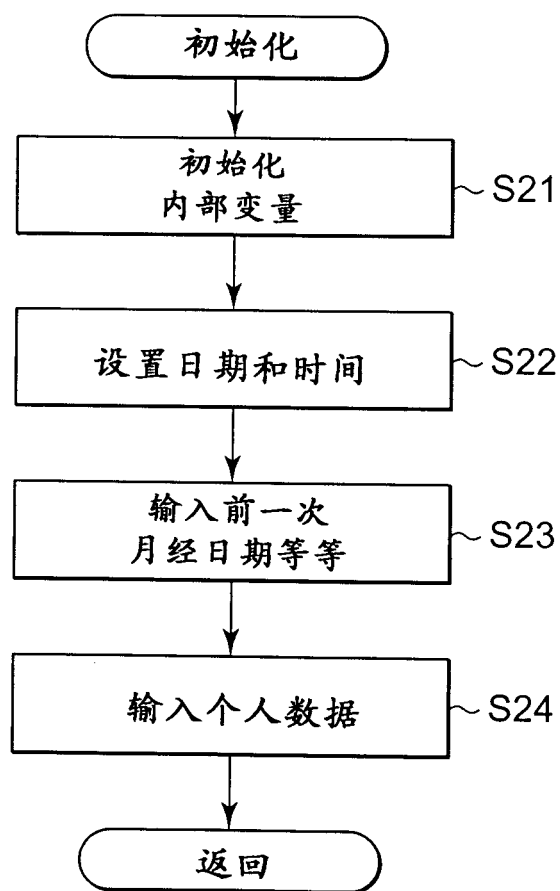 初始化
初始化
内部变量
S21
设置日期和时间
S22
输入前一次
月经日期等等
S23
输入个人数据
S24
返回